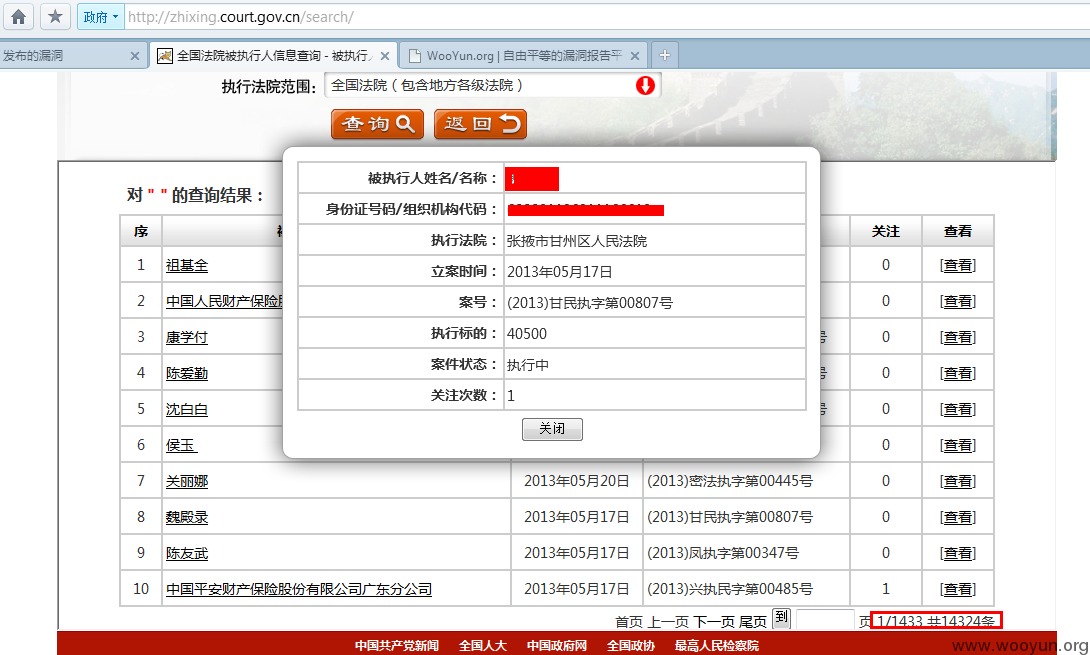 政府 http://zhixing.court.gov.cn/search/
发布的漏洞 全国法院被执行人信息查询 - 被执行 WooYun.org | 自由平等的漏洞报告平
执行法院范围： 全国法院（包含地方各级法院）
查询 返回
对 " " 的查询结果：
序 关注 查看
被执行人姓名/名称：
身份证号码/组织机构代码：
执行法院： 张掖市甘州区人民法院
立案时间： 2013年05月17日
案号： (2013)甘民执字第00807号
执行标的： 40500
案件状态： 执行中
关注次数： 1
关闭
1 祖基全 0 [查看]
2 中国人民财产保险 0 [查看]
3 康学付 号 0 [查看]
4 陈爱勤 号 0 [查看]
5 沈白白 号 0 [查看]
6 侯玉 0 [查看]
7 关丽娜 2013年05月20日 (2013)密法执字第00445号 0 [查看]
8 魏殿录 2013年05月17日 (2013)甘民执字第00807号 0 [查看]
9 陈友武 2013年05月17日 (2013)凤执字第00347号 0 [查看]
10 中国平安财产保险股份有限公司广东分公司 2013年05月17日 (2013)兴执民字第00485号 1 [查看]
首页 上一页 下一页 尾页 到 页 1/1433 共14324条
中国共产党新闻 全国人大 中国政府网 全国政协 最高人民检察院
www.wooyun.org